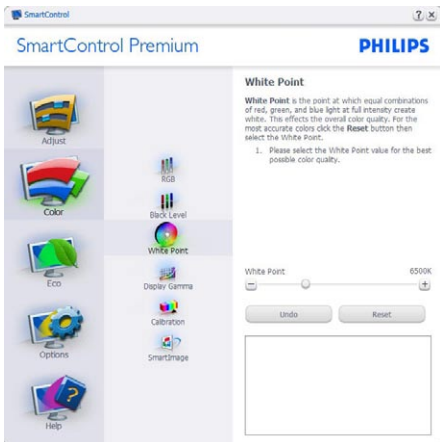 SmartControl
SmartControl Premium
PHILIPS
Adjust
Color
Eco
Options
Help
RGB
Black Level
White Point
Display Gamma
Calibration
SmartImage
White Point
White Point is the point at which equal combinations
of red, green, and blue light at full intensity create
white. This effects the overall color quality. For the
most accurate colors click the Reset button then
select the White Point.
1. Please select the White Point value for the best
possible color quality.
White Point 6500K
Undo Reset